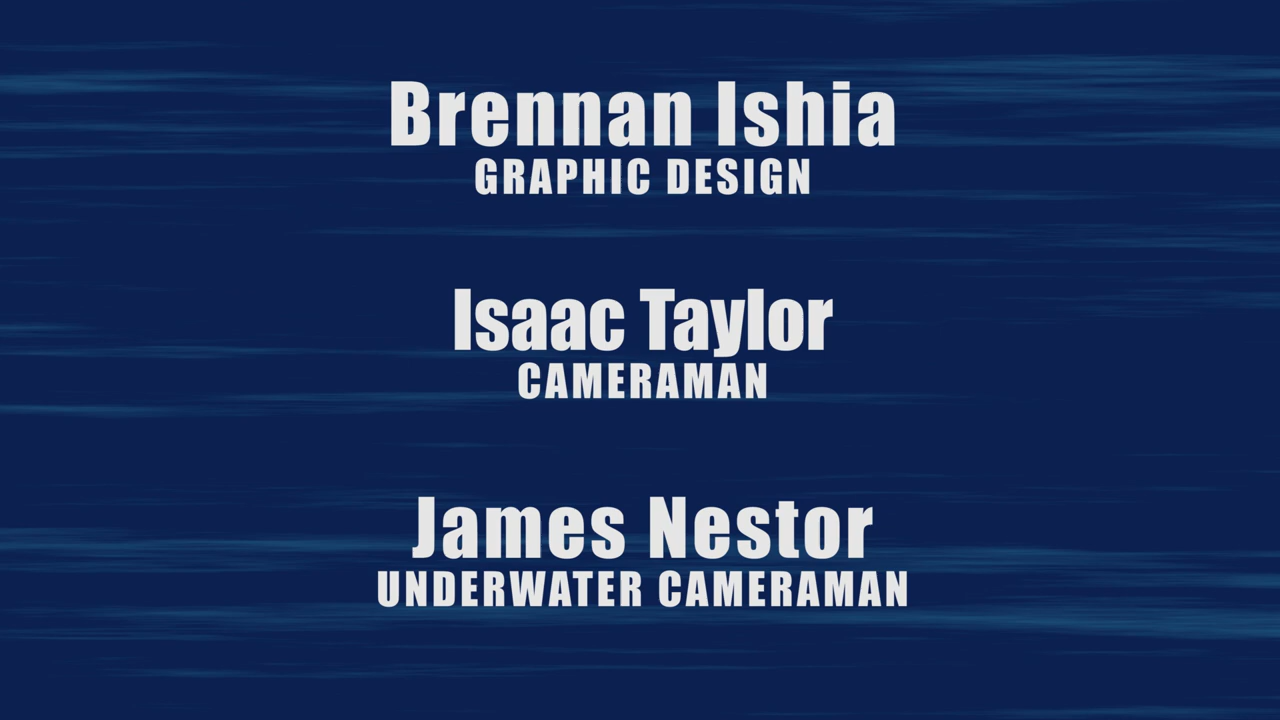 Brennan Ishia
GRAPHIC DESIGN
Isaac Taylor
CAMERAMAN
James Nestor
UNDERWATER CAMERAMAN